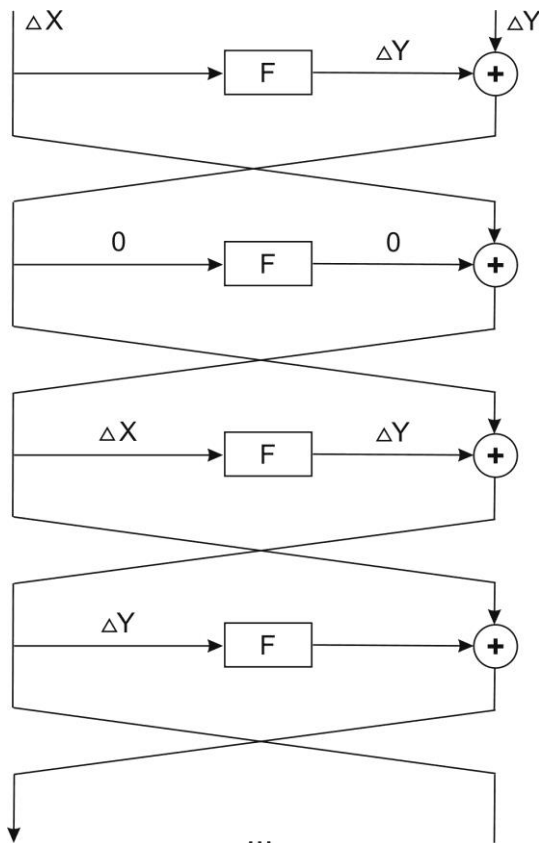 △X △Y
F △Y +
0 F 0 +
△X F △Y +
△Y F +
...